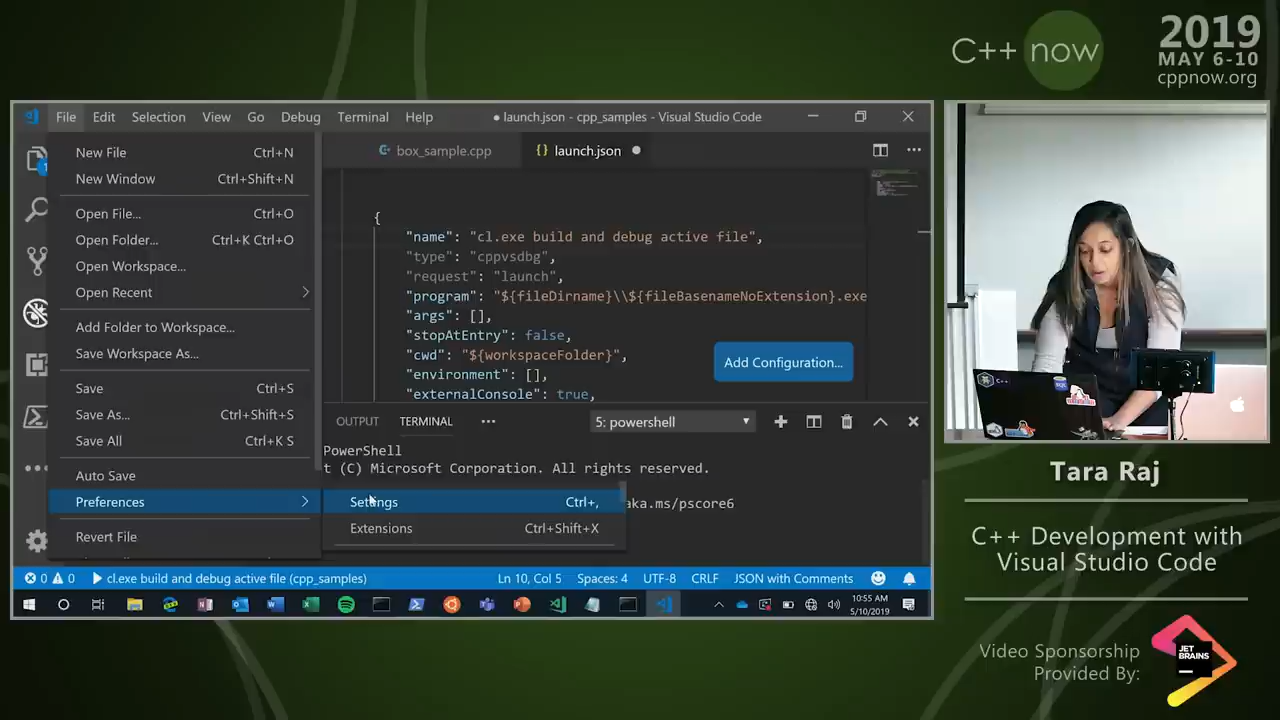 C++ now
2019
MAY 6-10
cppnow.org
File Edit Selection View Go Debug Terminal Help
● launch.json - cpp_samples - Visual Studio Code
box_sample.cpp
{} launch.json ●
New File Ctrl+N
New Window Ctrl+Shift+N
Open File... Ctrl+O
Open Folder... Ctrl+K Ctrl+O
Open Workspace...
Open Recent
Add Folder to Workspace...
Save Workspace As...
Save Ctrl+S
Save As... Ctrl+Shift+S
Save All Ctrl+K S
Auto Save
Preferences
Revert File
Settings Ctrl+,
Extensions Ctrl+Shift+X
{
"name": "cl.exe build and debug active file",
"type": "cppvsdbg",
"request": "launch",
"program": "${fileDirname}\\${fileBasenameNoExtension}.exe
"args": [],
"stopAtEntry": false,
"cwd": "${workspaceFolder}",
"environment": [],
"externalConsole": true,
Add Configuration...
OUTPUT TERMINAL ••• 5: powershell
PowerShell
t (C) Microsoft Corporation. All rights reserved.
aka.ms/pscore6
0 0 cl.exe build and debug active file (cpp_samples) Ln 10, Col 5 Spaces: 4 UTF-8 CRLF JSON with Comments
10:55 AM
5/10/2019
Tara Raj
C++ Development with
Visual Studio Code
Video Sponsorship
Provided By:
JET
BRAINS